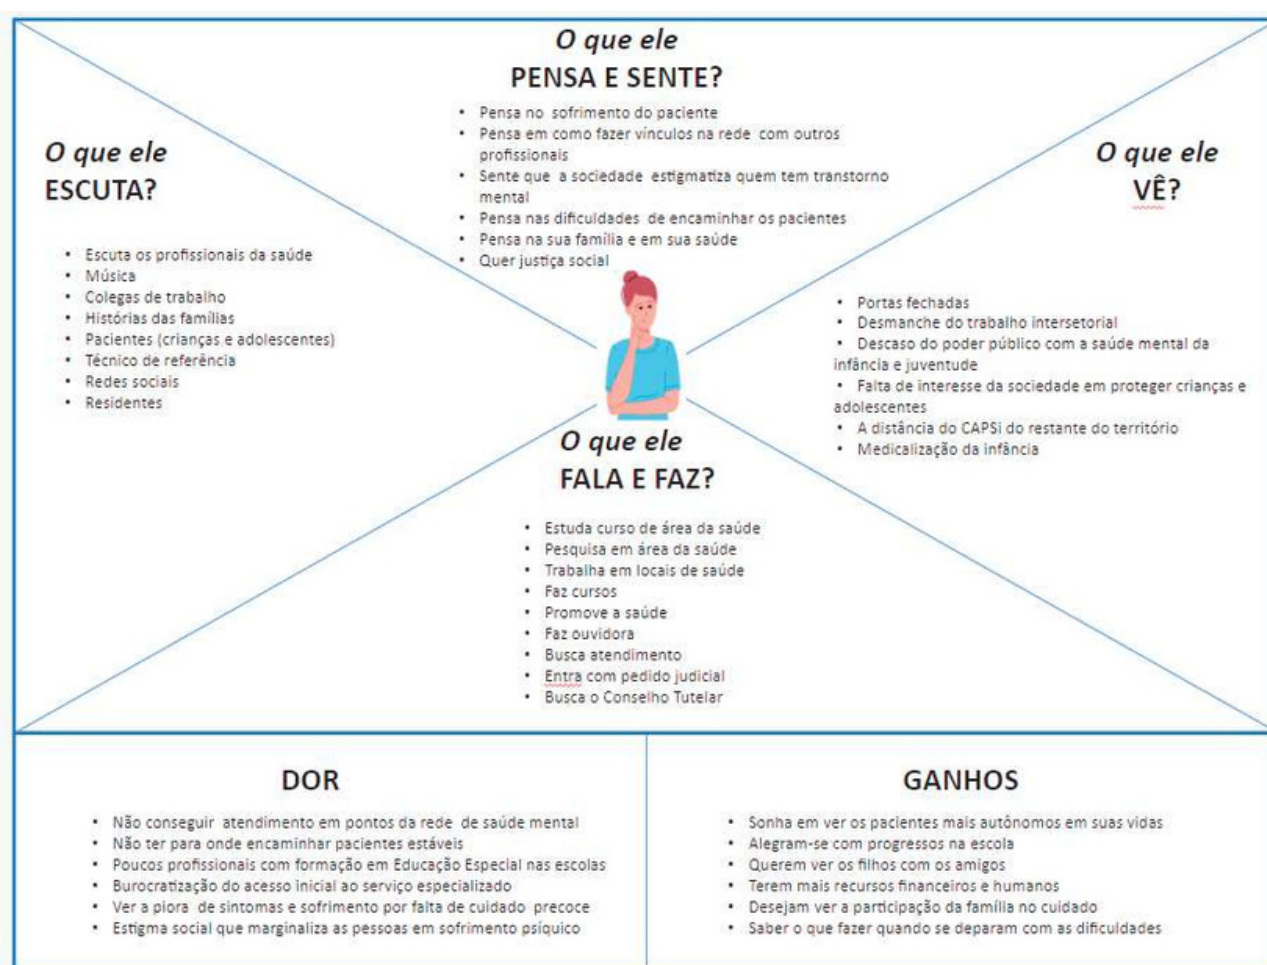 O que ele
PENSA E SENTE?
• Pensa no sofrimento do paciente
• Pensa em como fazer vínculos na rede com outros
profissionais
• Sente que a sociedade estigmatiza quem tem transtorno
mental
• Pensa nas dificuldades de encaminhar os pacientes
• Pensa na sua família e em sua saúde
• Quer justiça social
O que ele
ESCUTA?
• Escuta os profissionais da saúde
• Música
• Colegas de trabalho
• Histórias das famílias
• Pacientes (crianças e adolescentes)
• Técnico de referência
• Redes sociais
• Residentes
O que ele
VÊ?
• Portas fechadas
• Desmanche do trabalho intersetorial
• Descaso do poder público com a saúde mental da
infância e juventude
• Falta de interesse da sociedade em proteger crianças e
adolescentes
• A distância do CAPSi do restante do território
• Medicalização da infância
O que ele
FALA E FAZ?
• Estuda curso de área da saúde
• Pesquisa em área da saúde
• Trabalha em locais de saúde
• Faz cursos
• Promove a saúde
• Faz ouvidora
• Busca atendimento
• Entra com pedido judicial
• Busca o Conselho Tutelar
DOR
• Não conseguir atendimento em pontos da rede de saúde mental
• Não ter para onde encaminhar pacientes estáveis
• Poucos profissionais com formação em Educação Especial nas escolas
• Burocratização do acesso inicial ao serviço especializado
• Ver a piora de sintomas e sofrimento por falta de cuidado precoce
• Estigma social que marginaliza as pessoas em sofrimento psíquico
GANHOS
• Sonha em ver os pacientes mais autônomos em suas vidas
• Alegram-se com progressos na escola
• Querem ver os filhos com os amigos
• Terem mais recursos financeiros e humanos
• Desejam ver a participação da família no cuidado
• Saber o que fazer quando se deparam com as dificuldades